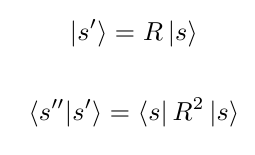 |s′⟩ = R |s⟩
⟨s′′|s′⟩ = ⟨s| R² |s⟩